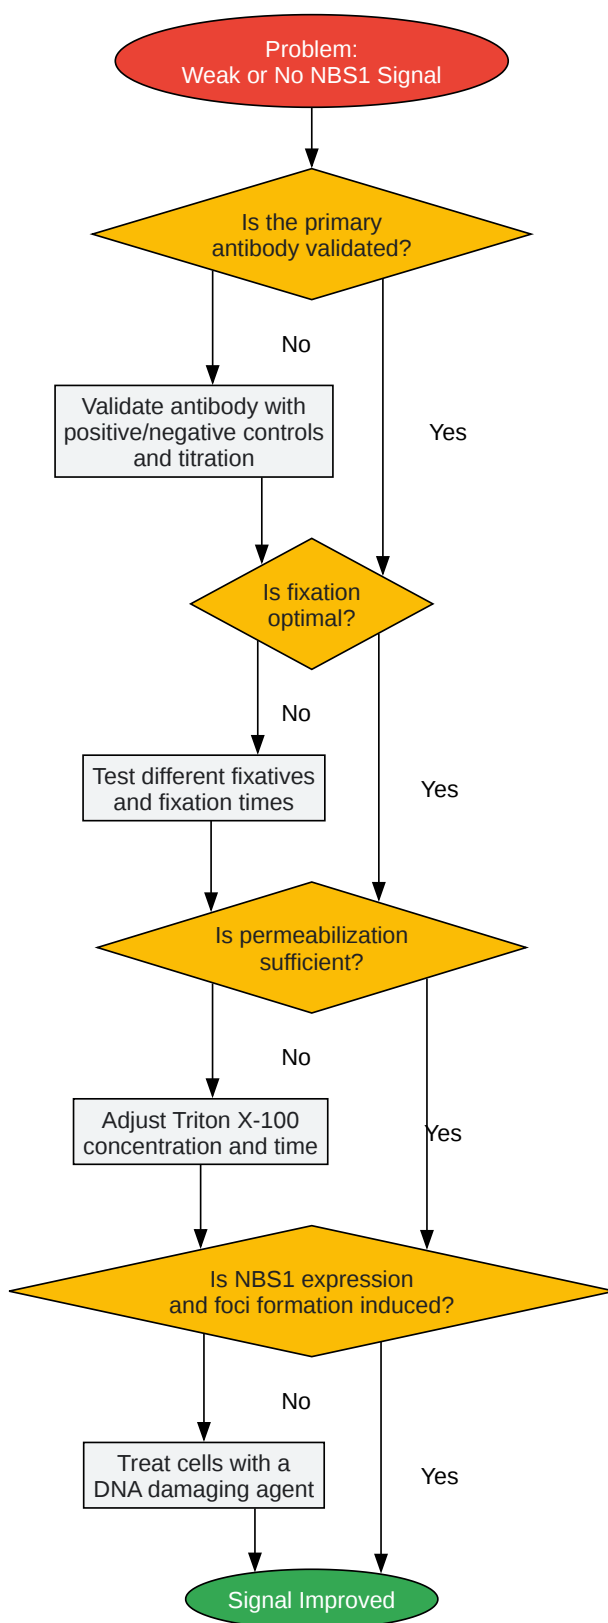 Problem:
Weak or No NBS1 Signal
Is the primary
antibody validated?
No
Validate antibody with
positive/negative controls
and titration
Yes
Is fixation
optimal?
No
Test different fixatives
and fixation times
Yes
Is permeabilization
sufficient?
No
Adjust Triton X-100
concentration and time
Yes
Is NBS1 expression
and foci formation induced?
No
Treat cells with a
DNA damaging agent
Yes
Signal Improved